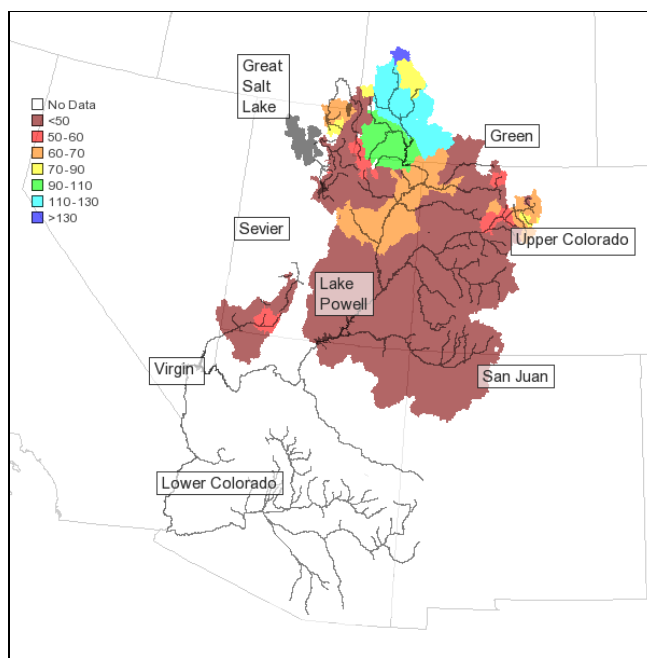 Great
Salt
Lake
No Data
<50
50-60
60-70
70-90
90-110
110-130
>130
Green
Sevier
Upper Colorado
Lake
Powell
Virgin
San Juan
Lower Colorado